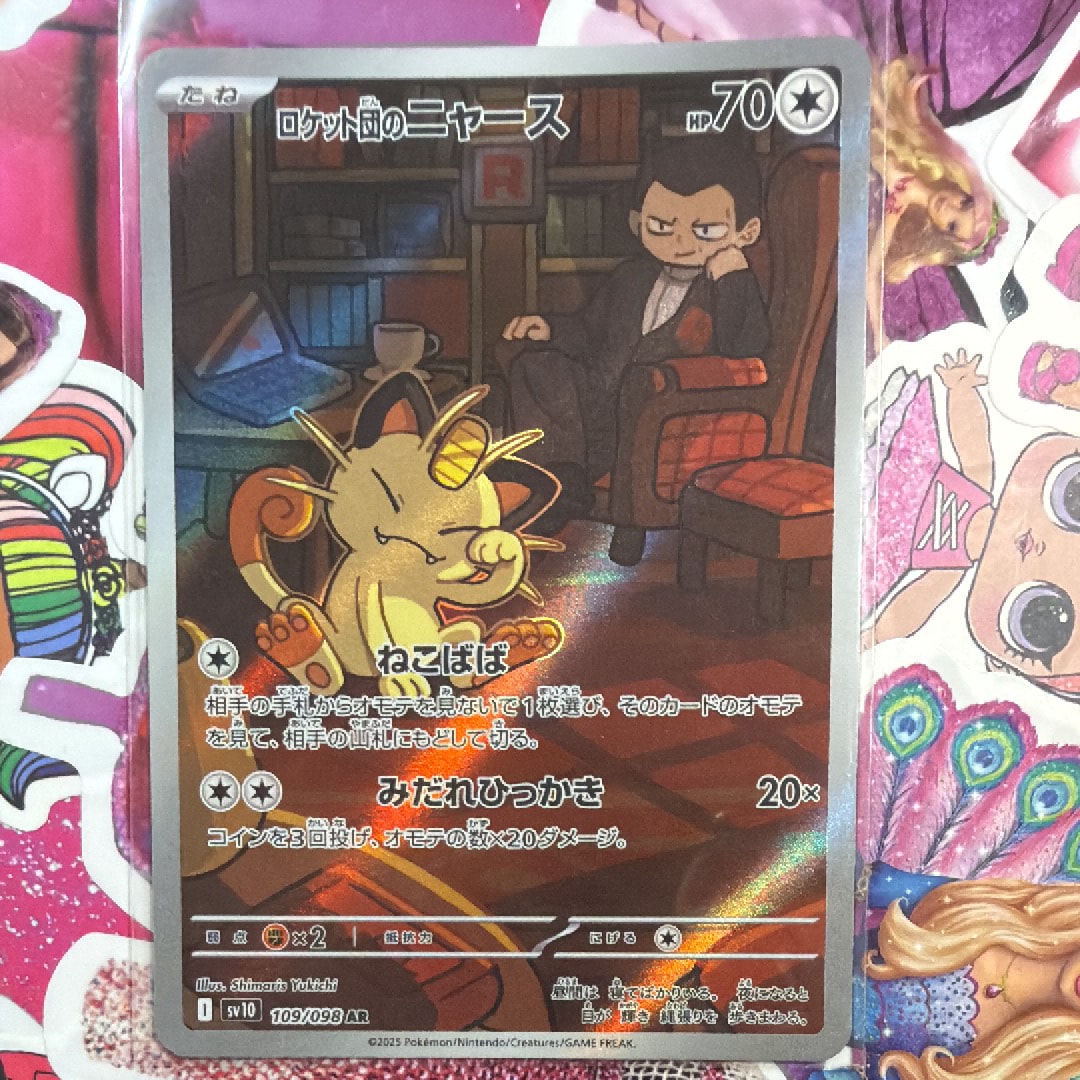 たね
ロケット団のニャース
HP70
R
ねこばば
相手の手札からオモテを見ないで1枚選び、そのカードのオモテ
を見て、相手の山札にもどして切る。
みだれひっかき 20×
コインを3回投げ、オモテの数×20ダメージ。
弱点 ×2 抵抗力 にげる
Illus. Shimaris Yukichi
昼間は 寝てばかりいる。 夜になると
目が 輝き 縄張りを 歩きまわる。
I sv10 109/098 AR
©2025 Pokémon/Nintendo/Creatures/GAME FREAK.